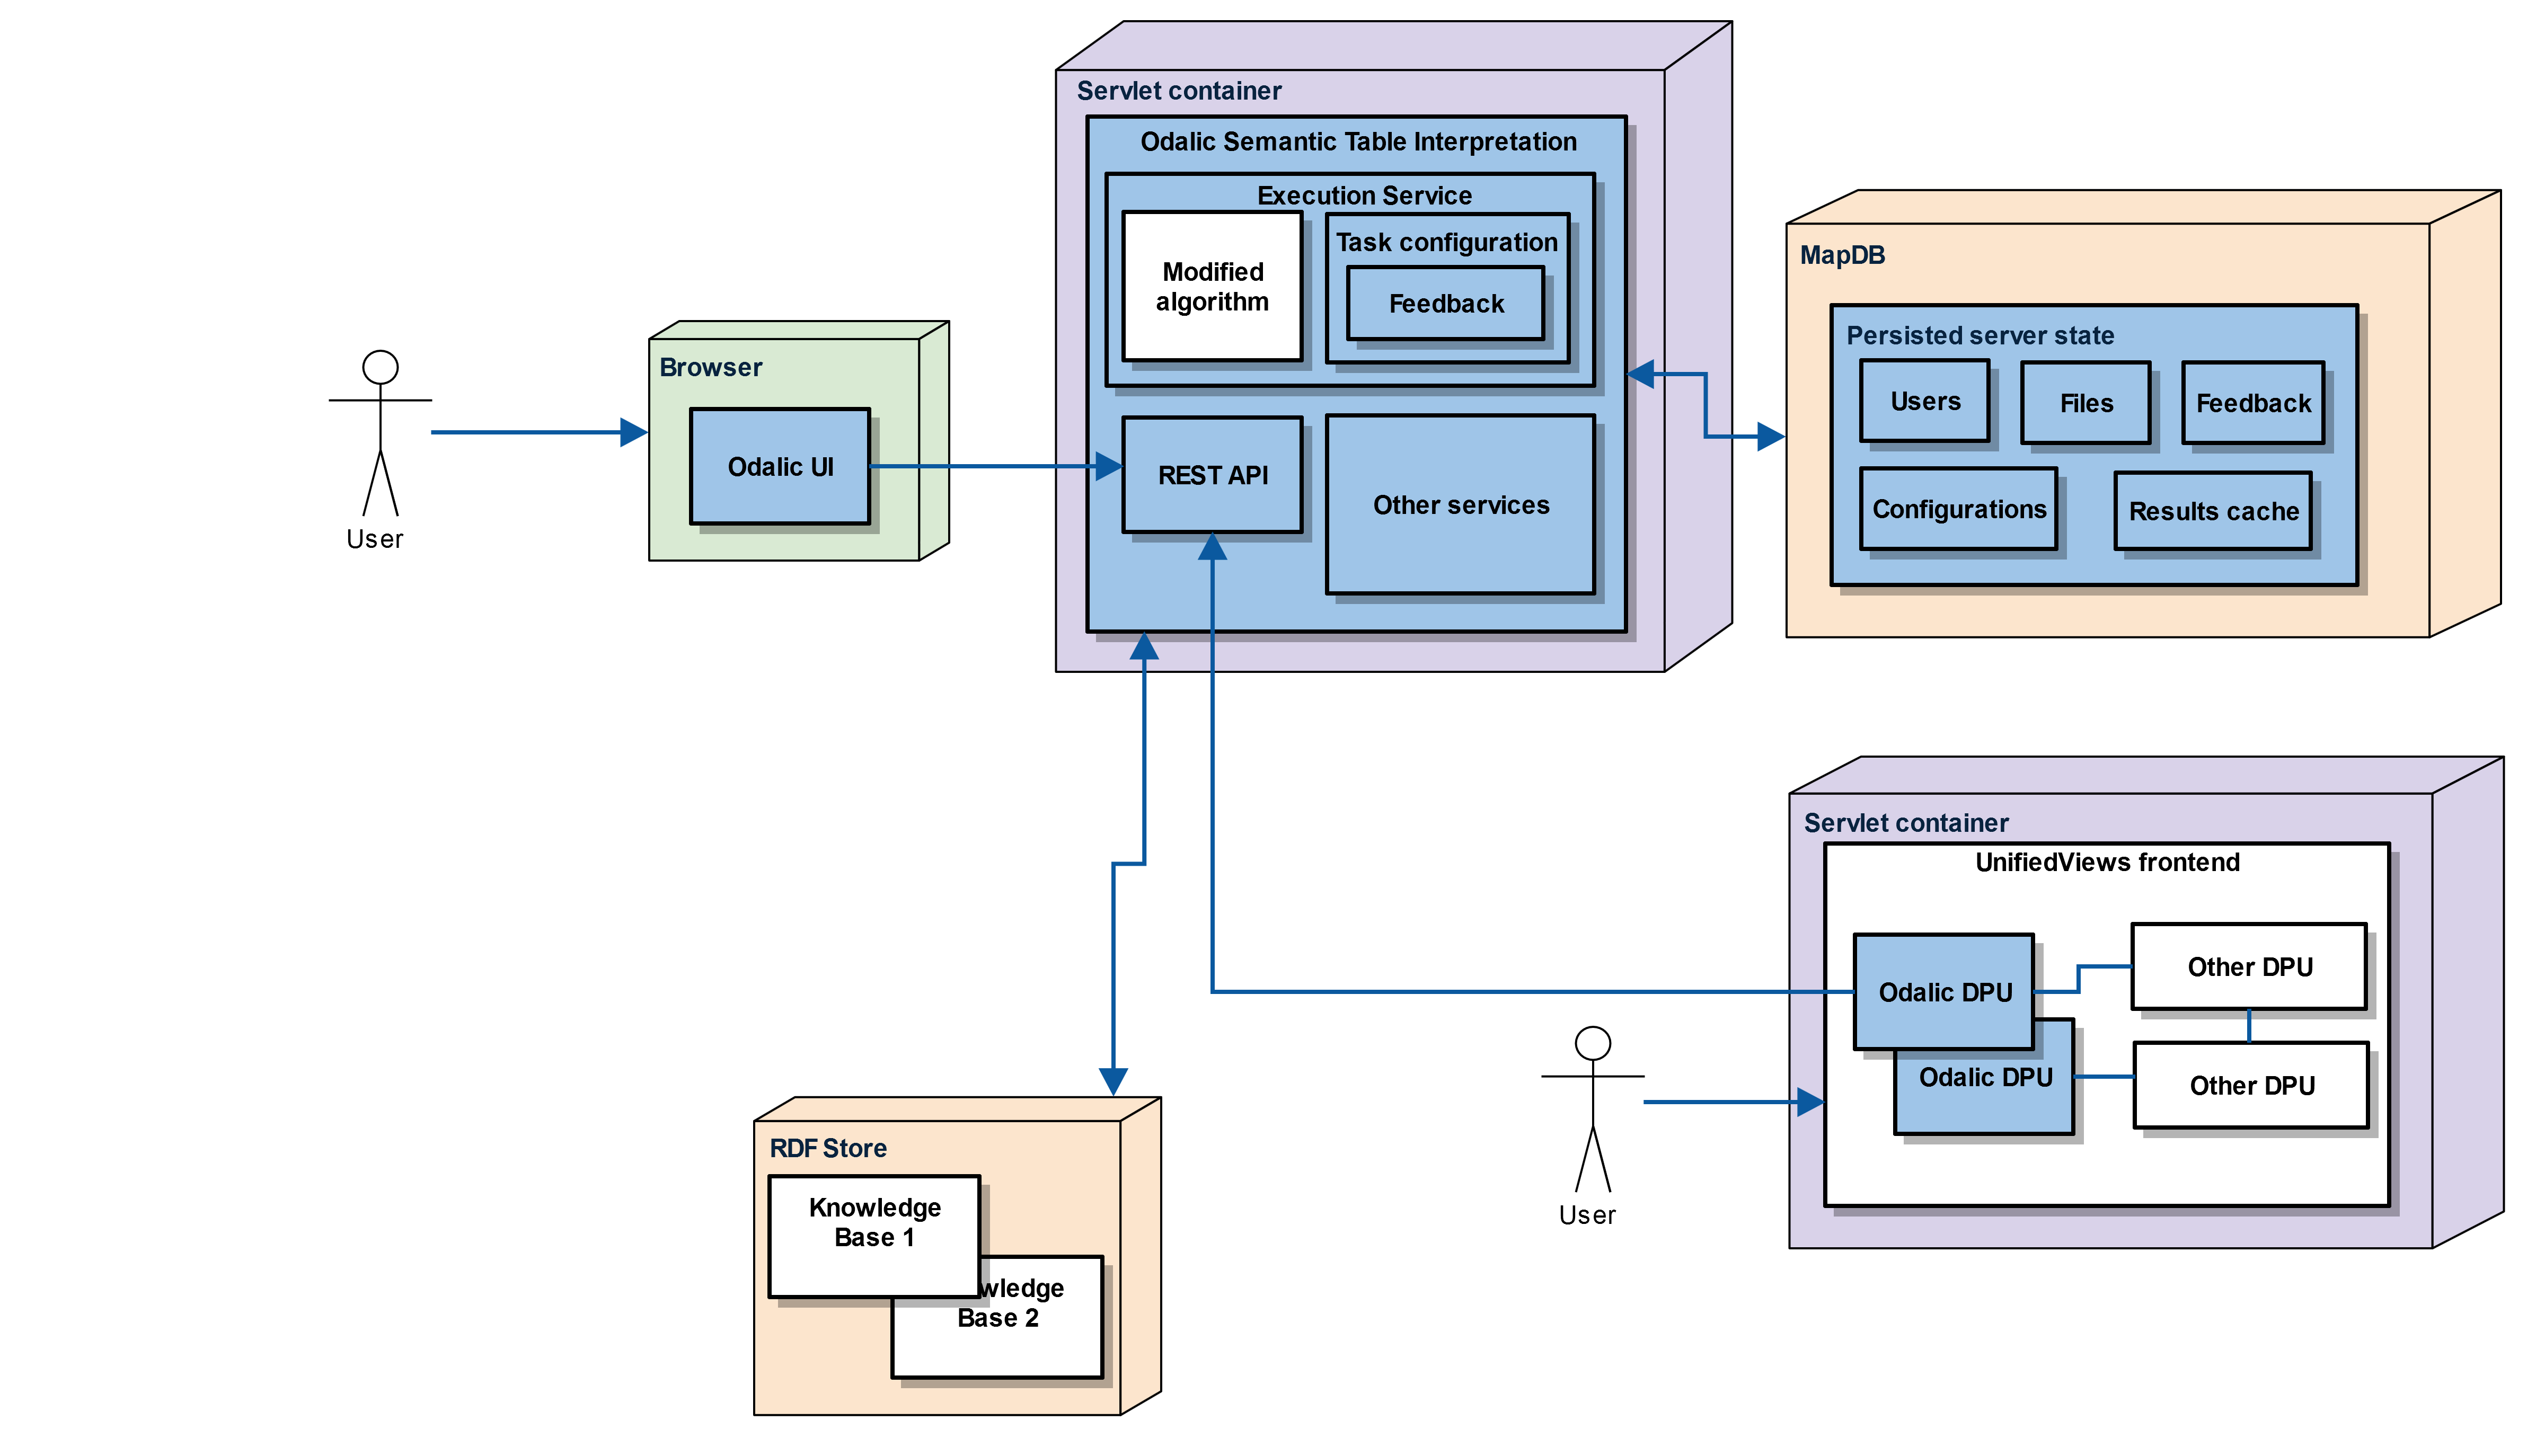 Servlet container
Odalic Semantic Table Interpretation
Execution Service
Modified
algorithm
Task configuration
Feedback
REST API
Other services
Browser
Odalic UI
User
MapDB
Persisted server state
Users
Files
Feedback
Configurations
Results cache
Servlet container
UnifiedViews frontend
Odalic DPU
Other DPU
Odalic DPU
Other DPU
User
RDF Store
Knowledge
Base 1
wledge
Base 2